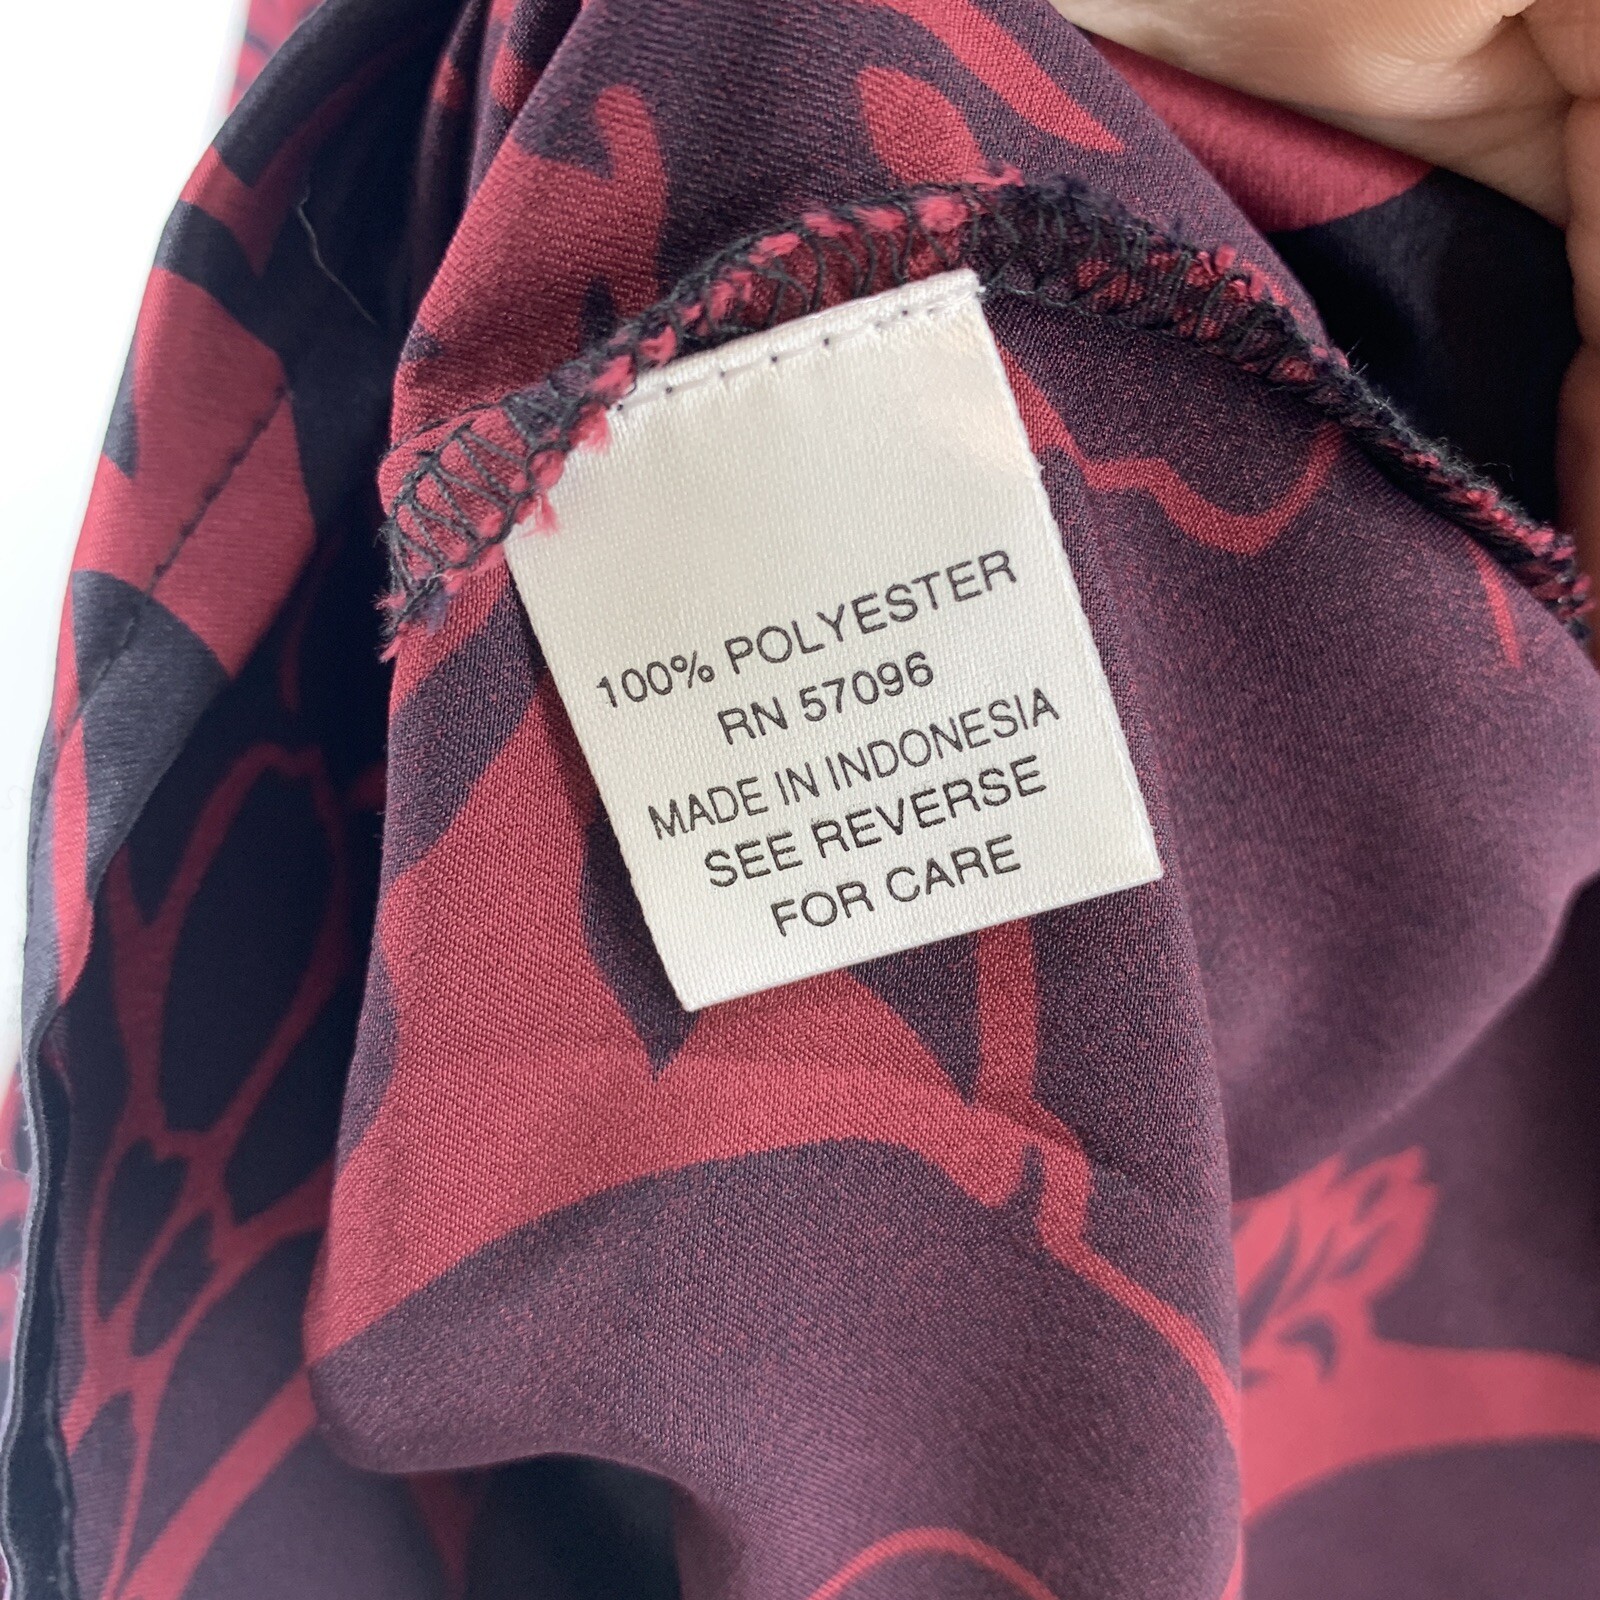 100% POLYESTER
RN 57096
MADE IN INDONESIA
SEE REVERSE
FOR CARE